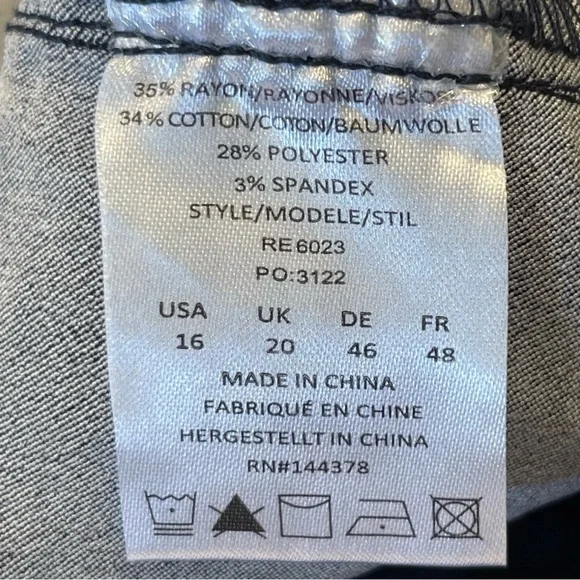 35% RAYON/RAYONNE/VISKOSE
34% COTTON/COTON/BAUMWOLLE
28% POLYESTER
3% SPANDEX
STYLE/MODELE/STIL
RE6023
PO:3122
USA UK DE FR
16 20 46 48
MADE IN CHINA
FABRIQUÉ EN CHINE
HERGESTELLT IN CHINA
RN#144378